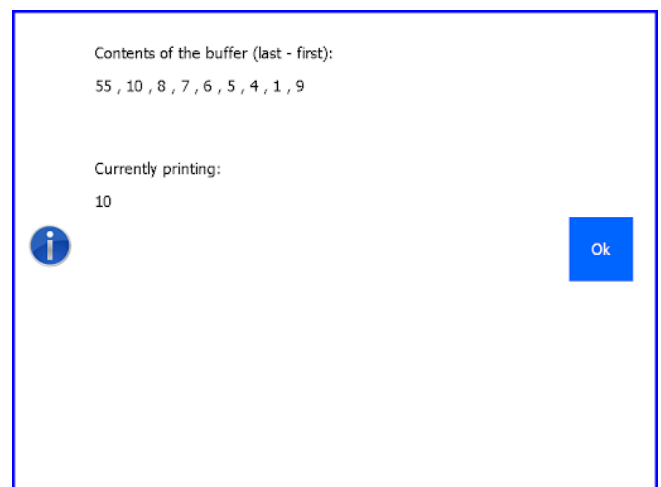 Contents of the buffer (last - first):
55 , 10 , 8 , 7 , 6 , 5 , 4 , 1 , 9
Currently printing:
10
Ok